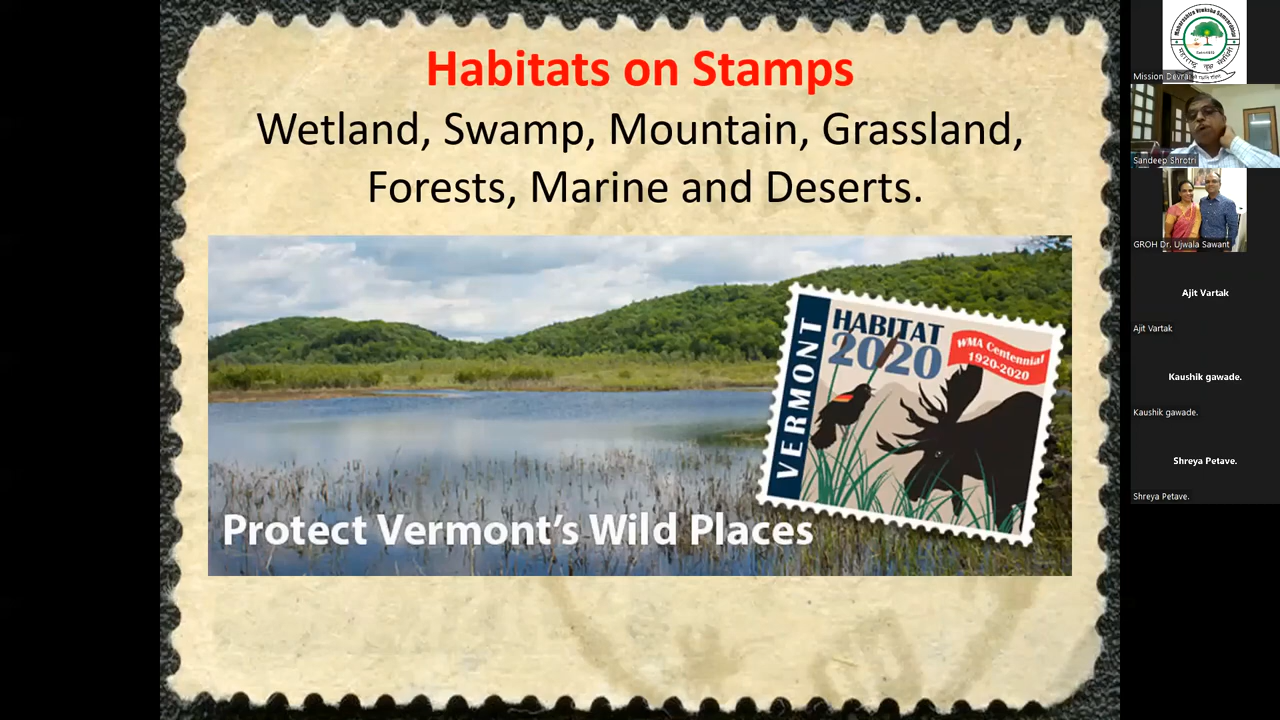 Habitats on Stamps
Wetland, Swamp, Mountain, Grassland,
Forests, Marine and Deserts.
VERMONT
HABITAT
2020
WMA Centennial
1920-2020
Protect Vermont's Wild Places
Mission Devrai
Sandeep Shrotri
GROH Dr. Ujwala Sawant
Ajit Vartak
Ajit Vartak
Kaushik gawade.
Kaushik gawade.
Shreya Petave.
Shreya Petave.